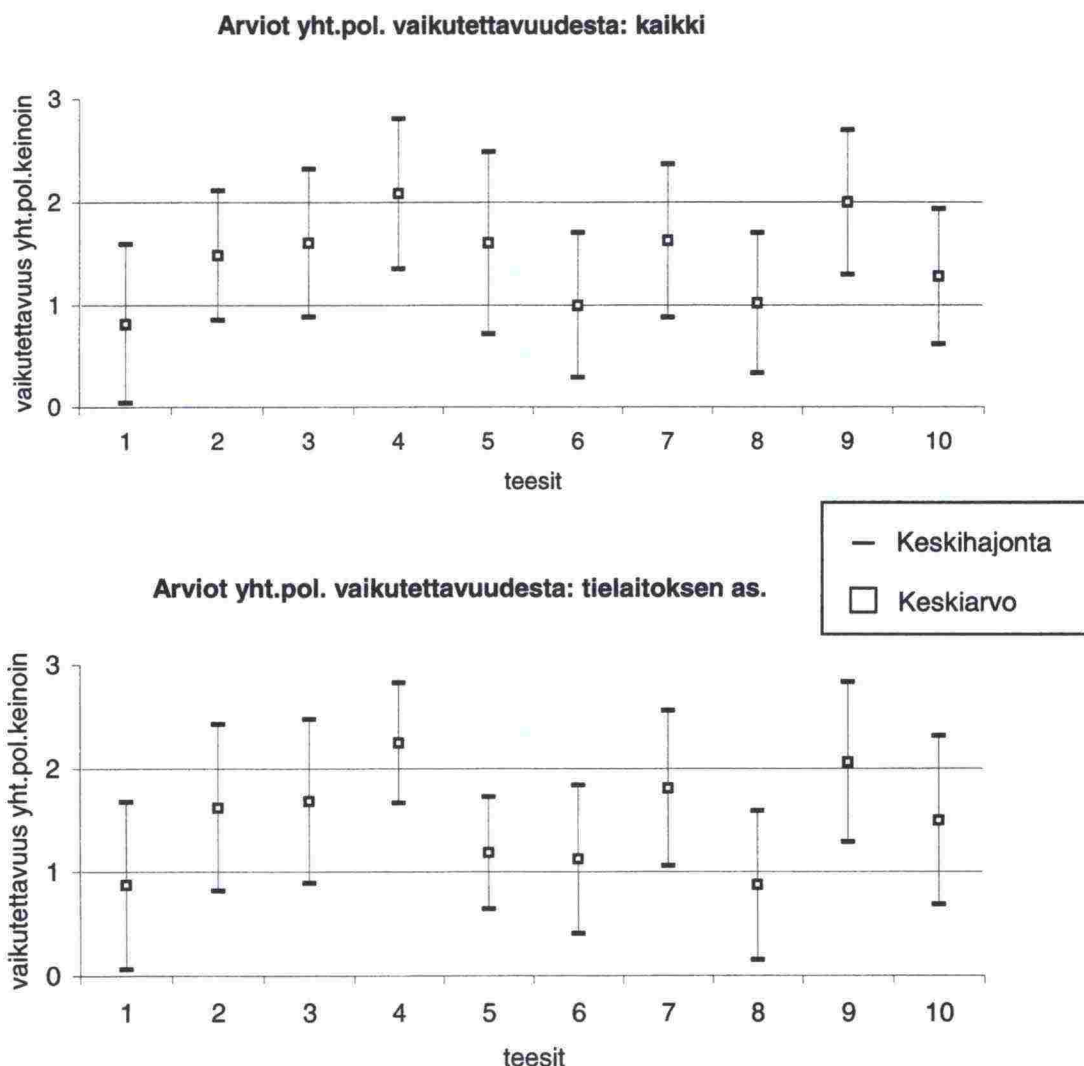 Arviot yht.pol. vaikutettavuudesta: kaikki
vaikutettavuus yht.pol.keinoin
3
2
1
0
1 2 3 4 5 6 7 8 9 10
teesit
Keskihajonta
Keskiarvo
Arviot yht.pol. vaikutettavuudesta: tielaitoksen as.
vaikutettavuus yht.pol.keinoin
3
2
1
0
1 2 3 4 5 6 7 8 9 10
teesit